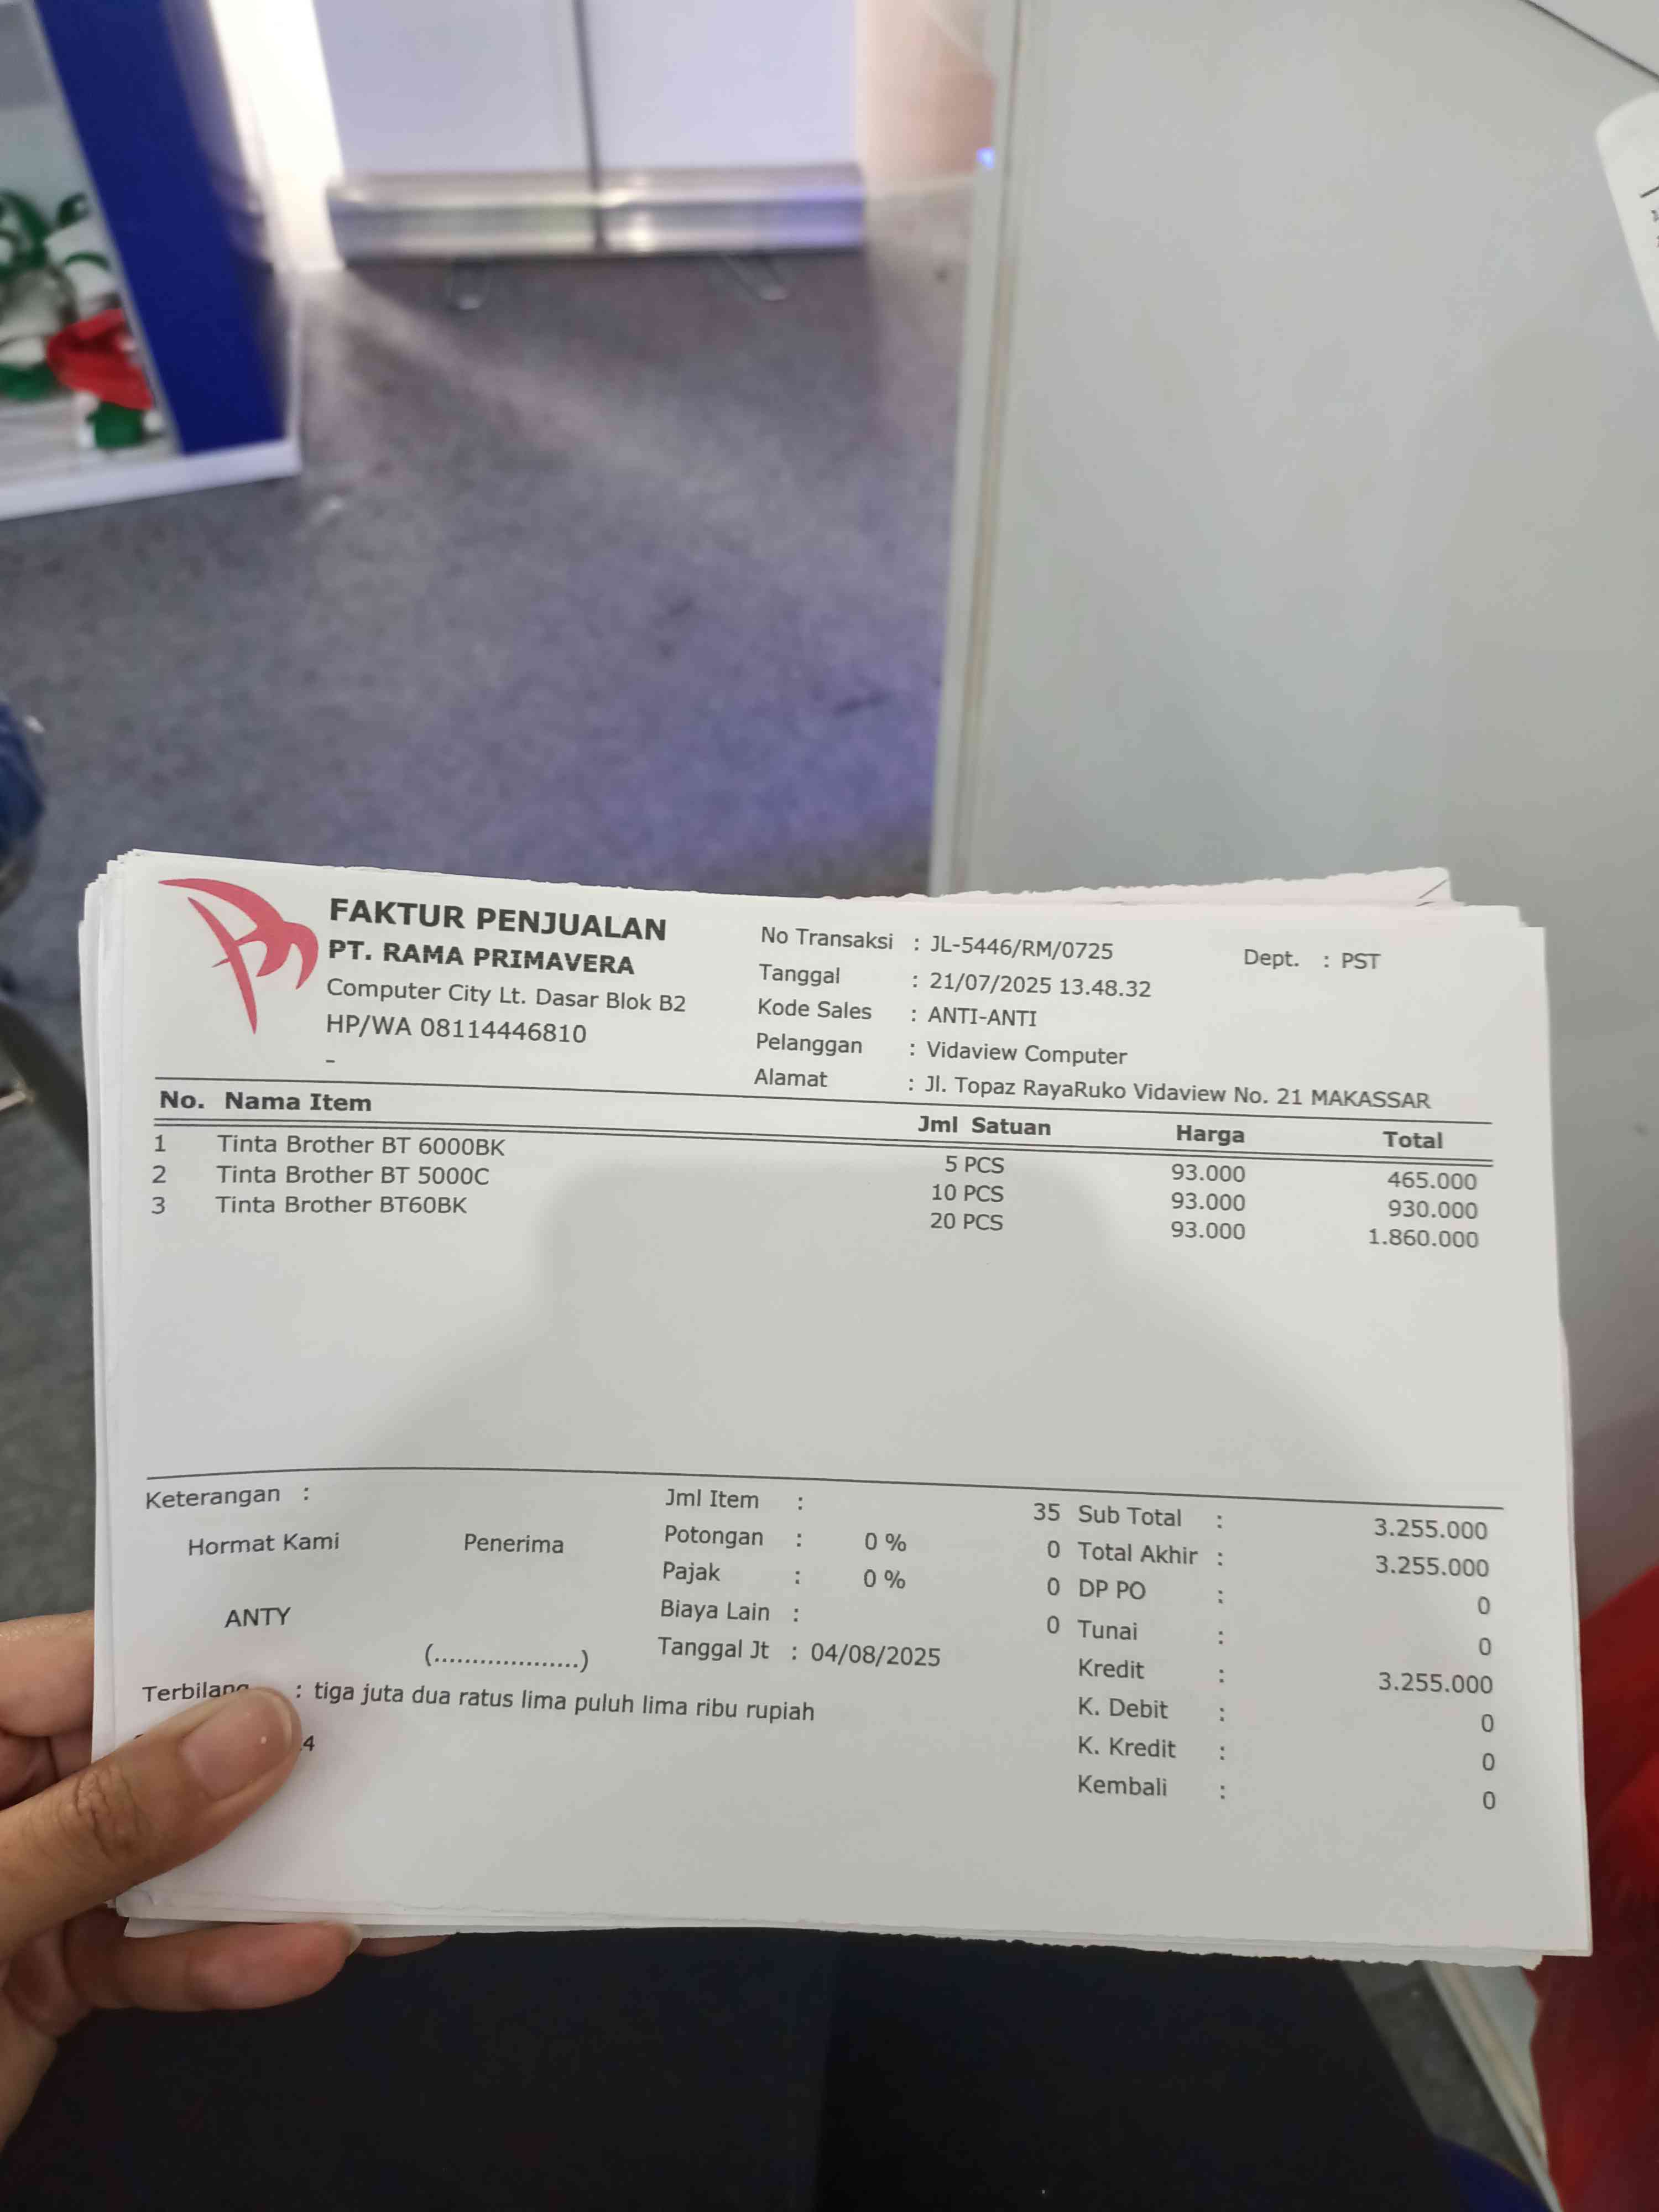 FAKTUR PENJUALAN
PT. RAMA PRIMAVERA
Computer City Lt. Dasar Blok B2
HP/WA 08114446810
-
No Transaksi : JL-5446/RM/0725 Dept. : PST
Tanggal : 21/07/2025 13.48.32
Kode Sales : ANTI-ANTI
Pelanggan : Vidaview Computer
Alamat : Jl. Topaz RayaRuko Vidaview No. 21 MAKASSAR
No. Nama Item Jml Satuan Harga Total
1 Tinta Brother BT 6000BK 5 PCS 93.000 465.000
2 Tinta Brother BT 5000C 10 PCS 93.000 930.000
3 Tinta Brother BT60BK 20 PCS 93.000 1.860.000
Keterangan :
Hormat Kami Penerima
ANTY
(...................)
Jml Item : 35
Potongan : 0 % 0
Pajak : 0 % 0
Biaya Lain : 0
Tanggal Jt : 04/08/2025
Sub Total : 3.255.000
Total Akhir : 3.255.000
DP PO : 0
Tunai : 0
Kredit : 3.255.000
K. Debit : 0
K. Kredit : 0
Kembali : 0
Terbilang : tiga juta dua ratus lima puluh lima ribu rupiah